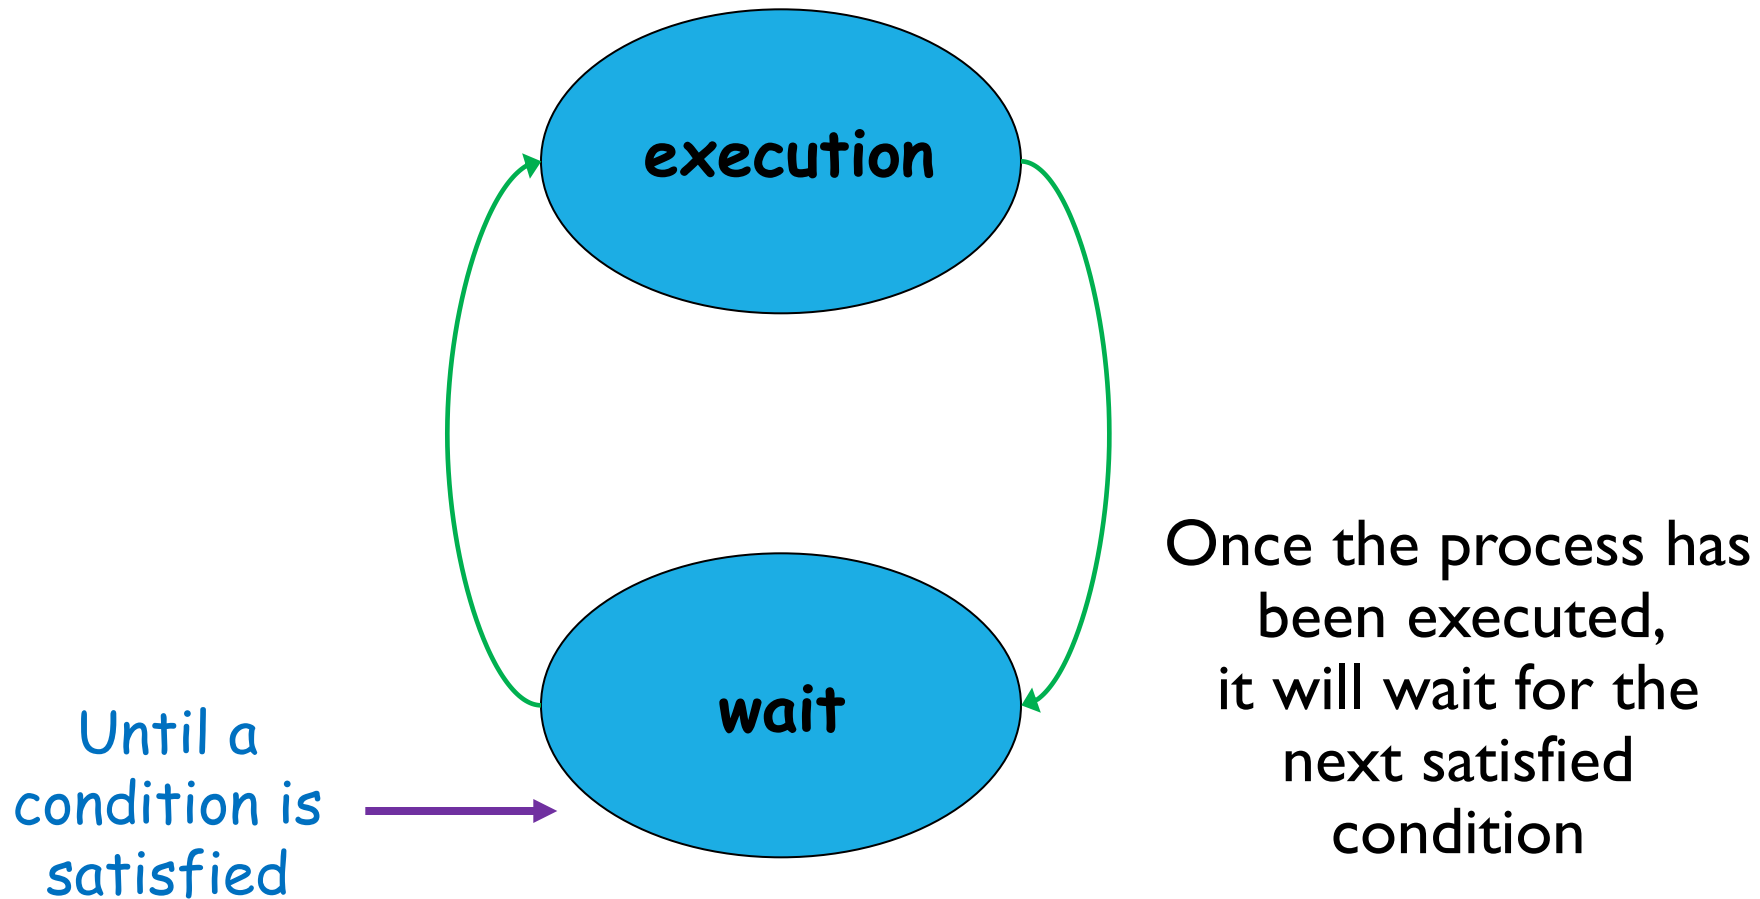 execution
wait
Until a
condition is
satisfied
Once the process has
been executed,
it will wait for the
next satisfied
condition